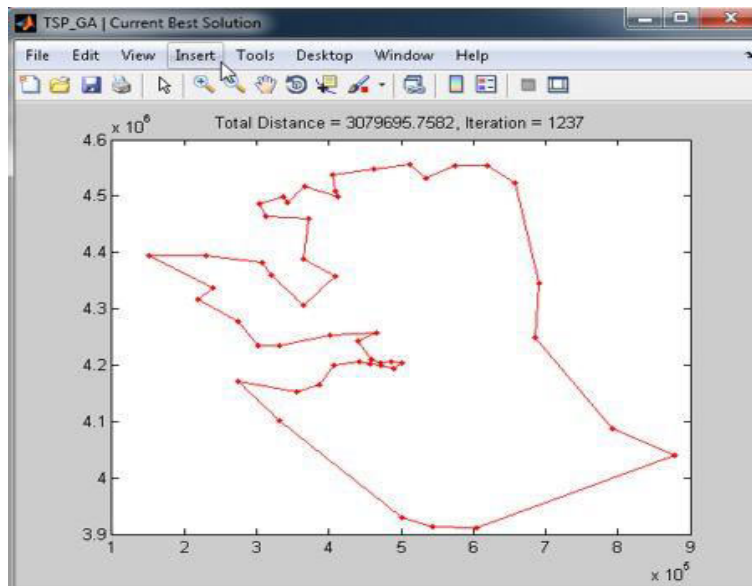 TSP_GA | Current Best Solution
File Edit View Insert Tools Desktop Window Help
x 10^6
Total Distance = 3079695.7582, Iteration = 1237
4.6
4.5
4.4
4.3
4.2
4.1
4
3.9
1 2 3 4 5 6 7 8 9
x 10^5